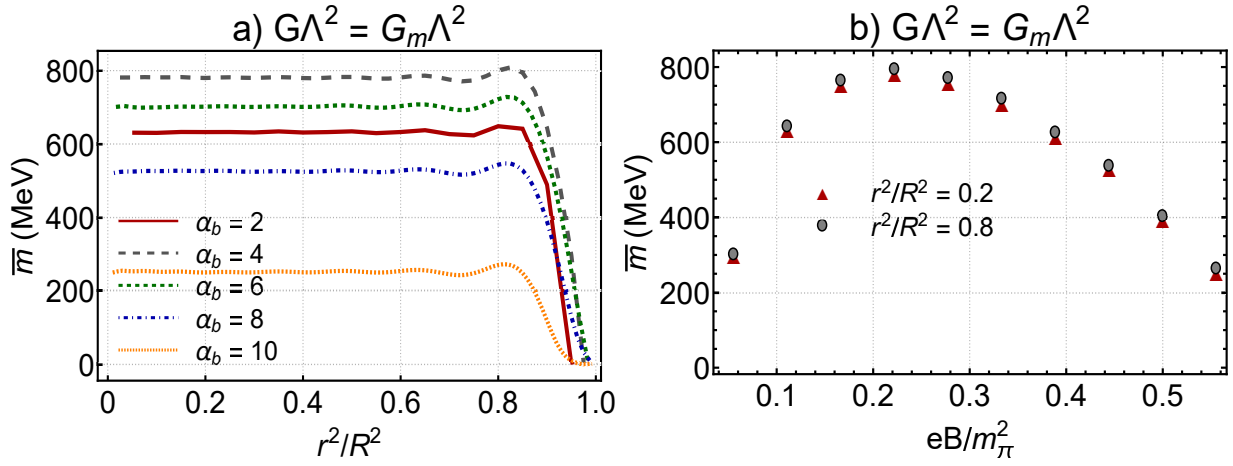 a) GΛ² = GₘΛ²
800
600
400
200
0
m̅ (MeV)
α_b = 2
α_b = 4
α_b = 6
α_b = 8
α_b = 10
0 0.2 0.4 0.6 0.8 1.0
r²/R²
b) GΛ² = GₘΛ²
800
600
400
200
0
m̅ (MeV)
r²/R² = 0.2
r²/R² = 0.8
0.1 0.2 0.3 0.4 0.5
eB/m_π²